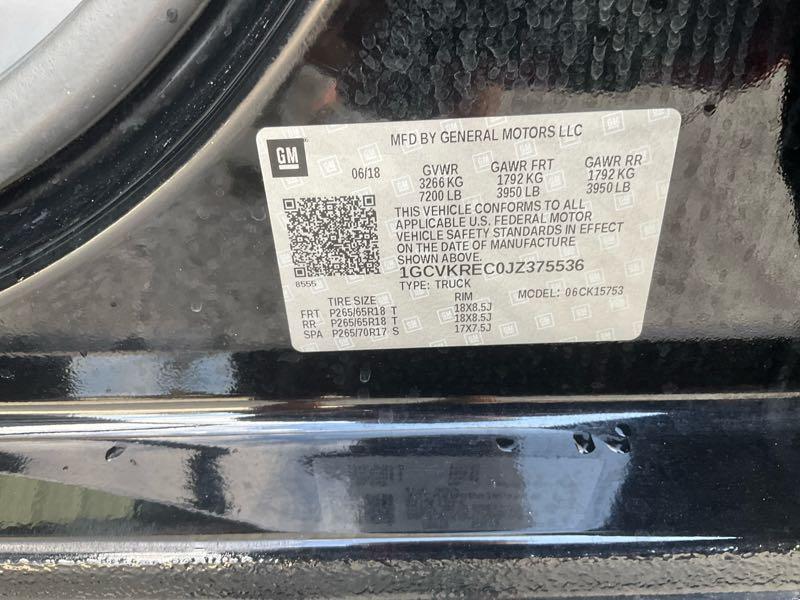 MFD BY GENERAL MOTORS LLC
GM
06/18
GVWR GAWR FRT GAWR RR
3266 KG 1792 KG 1792 KG
7200 LB 3950 LB 3950 LB
THIS VEHICLE CONFORMS TO ALL
APPLICABLE U.S. FEDERAL MOTOR
VEHICLE SAFETY STANDARDS IN EFFECT
ON THE DATE OF MANUFACTURE
SHOWN ABOVE.
8555
1GCVKREC0JZ375536
TYPE: TRUCK
MODEL: 06CK15753
TIRE SIZE RIM
FRT P265/65R18 T 18X8.5J
RR P265/65R18 T 18X8.5J
SPA P265/70R17 S 17X7.5J